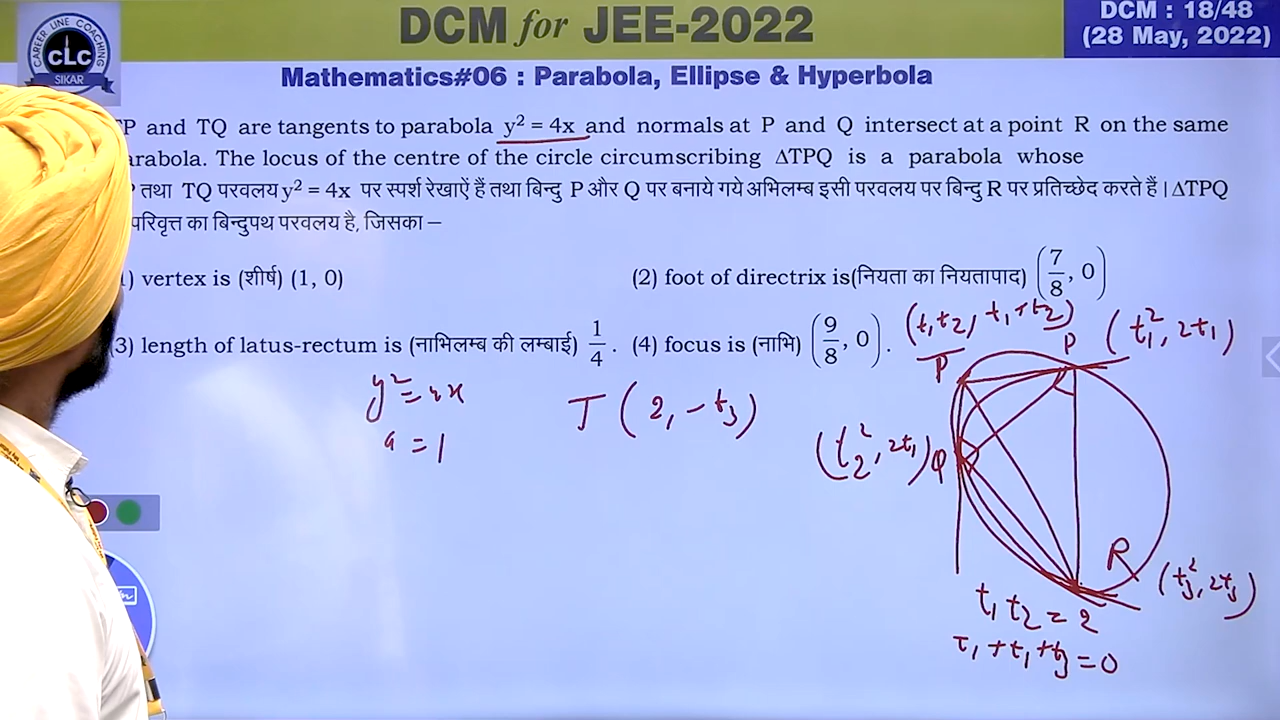 DCM for JEE-2022
DCM : 18/48
(28 May, 2022)
CAREER LINE COACHING
CLC
SIKAR
Mathematics#06 : Parabola, Ellipse & Hyperbola
TP and TQ are tangents to parabola y² = 4x and normals at P and Q intersect at a point R on the same
arabola. The locus of the centre of the circle circumscribing ΔTPQ is a parabola whose
तथा TQ परवलय y² = 4x पर स्पर्श रेखाऐं हैं तथा बिन्दु P और Q पर बनाये गये अभिलम्ब इसी परवलय पर बिन्दु R पर प्रतिच्छेद करते हैं। ΔTPQ
परिवृत्त का बिन्दुपथ परवलय है, जिसका –
1) vertex is (शीर्ष) (1, 0)
(2) foot of directrix is(नियता का नियतापाद) (7/8, 0)
(3) length of latus-rectum is (नाभिलम्ब की लम्बाई) 1/4.
(4) focus is (नाभि) (9/8, 0).
(t₁t₂, t₁+t₂)
P
P (t₁², 2t₁)
y² = 4x
a = 1
T (2, -t₃)
(t₂², 2t₁) Q
R (t₃², 2t₃)
t₁t₂ = 2
t₁+t₁+t₃=0